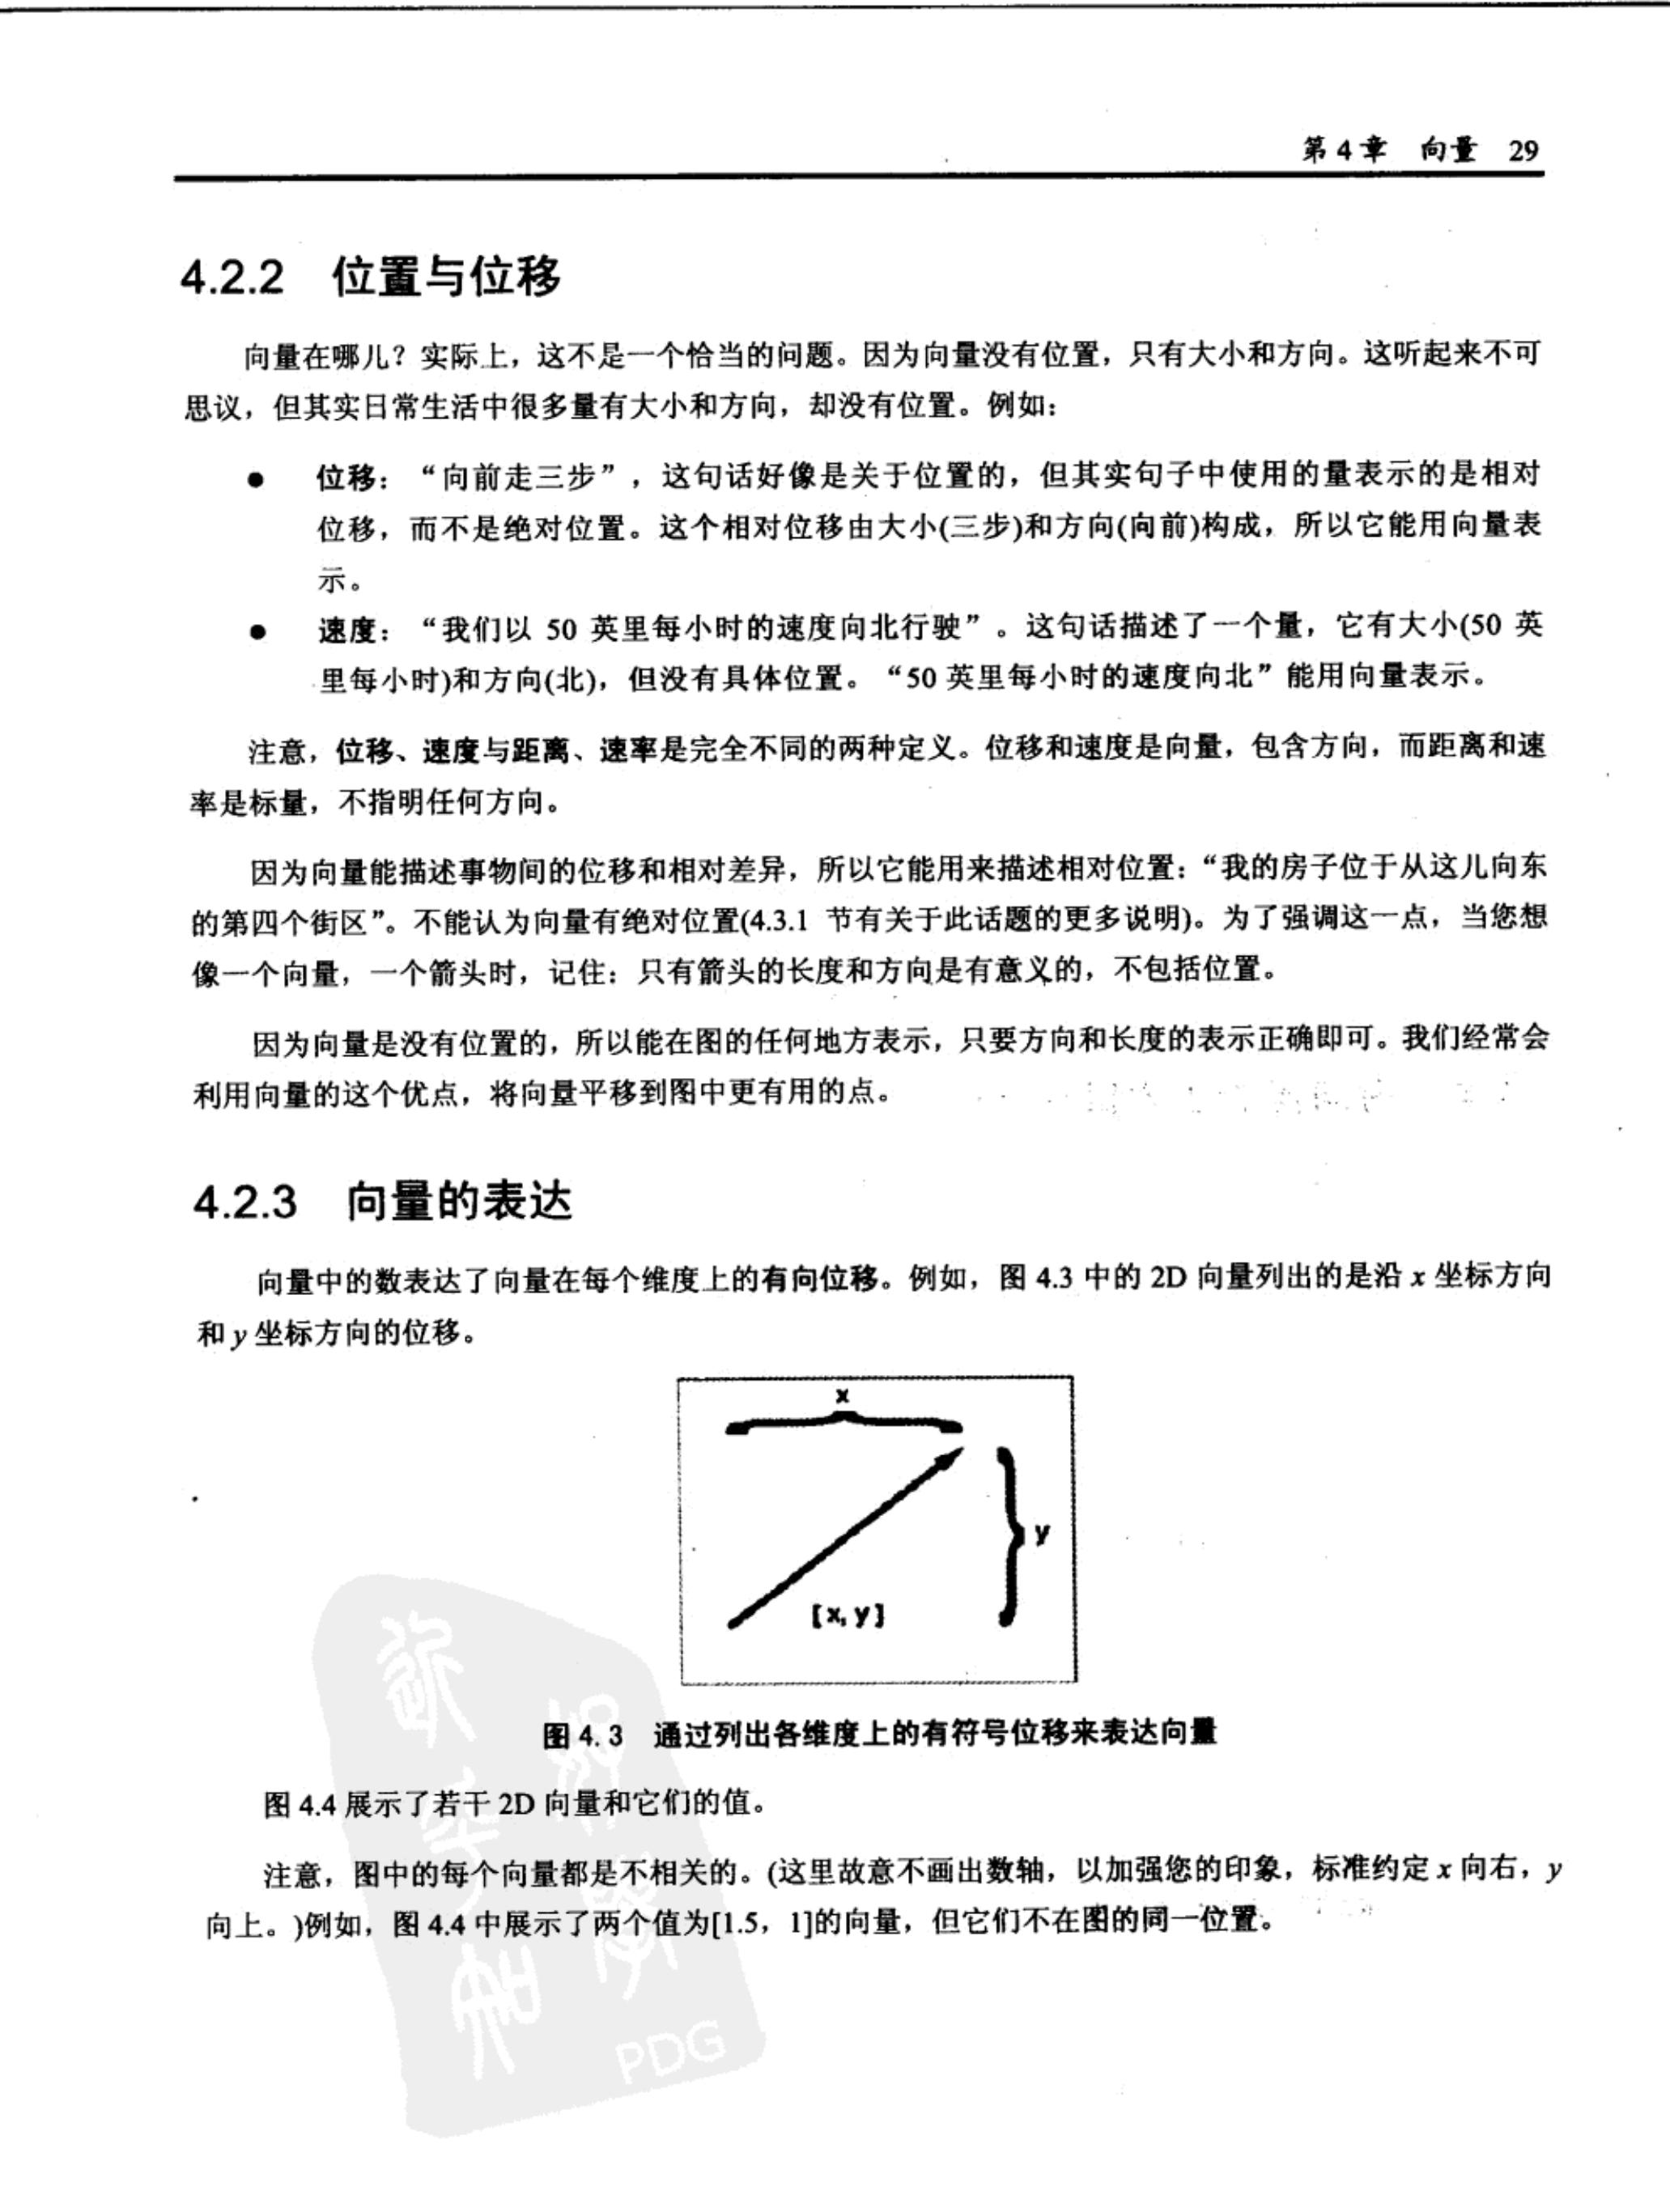 第 4 章 向量 29
4.2.2 位置与位移
向量在哪儿？实际上，这不是一个恰当的问题。因为向量没有位置，只有大小和方向。这听起来不可
思议，但其实日常生活中很多量有大小和方向，却没有位置。例如：
● 位移：“向前走三步”，这句话好像是关于位置的，但其实句子中使用的量表示的是相对
位移，而不是绝对位置。这个相对位移由大小(三步)和方向(向前)构成，所以它能用向量表
示。
● 速度：“我们以 50 英里每小时的速度向北行驶”。这句话描述了一个量，它有大小(50 英
里每小时)和方向(北)，但没有具体位置。“50 英里每小时的速度向北”能用向量表示。
注意，位移、速度与距离、速率是完全不同的两种定义。位移和速度是向量，包含方向，而距离和速
率是标量，不指明任何方向。
因为向量能描述事物间的位移和相对差异，所以它能用来描述相对位置：“我的房子位于从这儿向东
的第四个街区”。不能认为向量有绝对位置(4.3.1 节有关于此话题的更多说明)。为了强调这一点，当您想
像一个向量，一个箭头时，记住：只有箭头的长度和方向是有意义的，不包括位置。
因为向量是没有位置的，所以能在图的任何地方表示，只要方向和长度的表示正确即可。我们经常会
利用向量的这个优点，将向量平移到图中更有用的点。
4.2.3 向量的表达
向量中的数表达了向量在每个维度上的有向位移。例如，图 4.3 中的 2D 向量列出的是沿 x 坐标方向
和 y 坐标方向的位移。
x
y
[x, y]
图 4.3 通过列出各维度上的有符号位移来表达向量
图 4.4 展示了若干 2D 向量和它们的值。
注意，图中的每个向量都是不相关的。(这里故意不画出数轴，以加强您的印象，标准约定 x 向右，y
向上。)例如，图 4.4 中展示了两个值为[1.5，1]的向量，但它们不在图的同一位置。
PDG